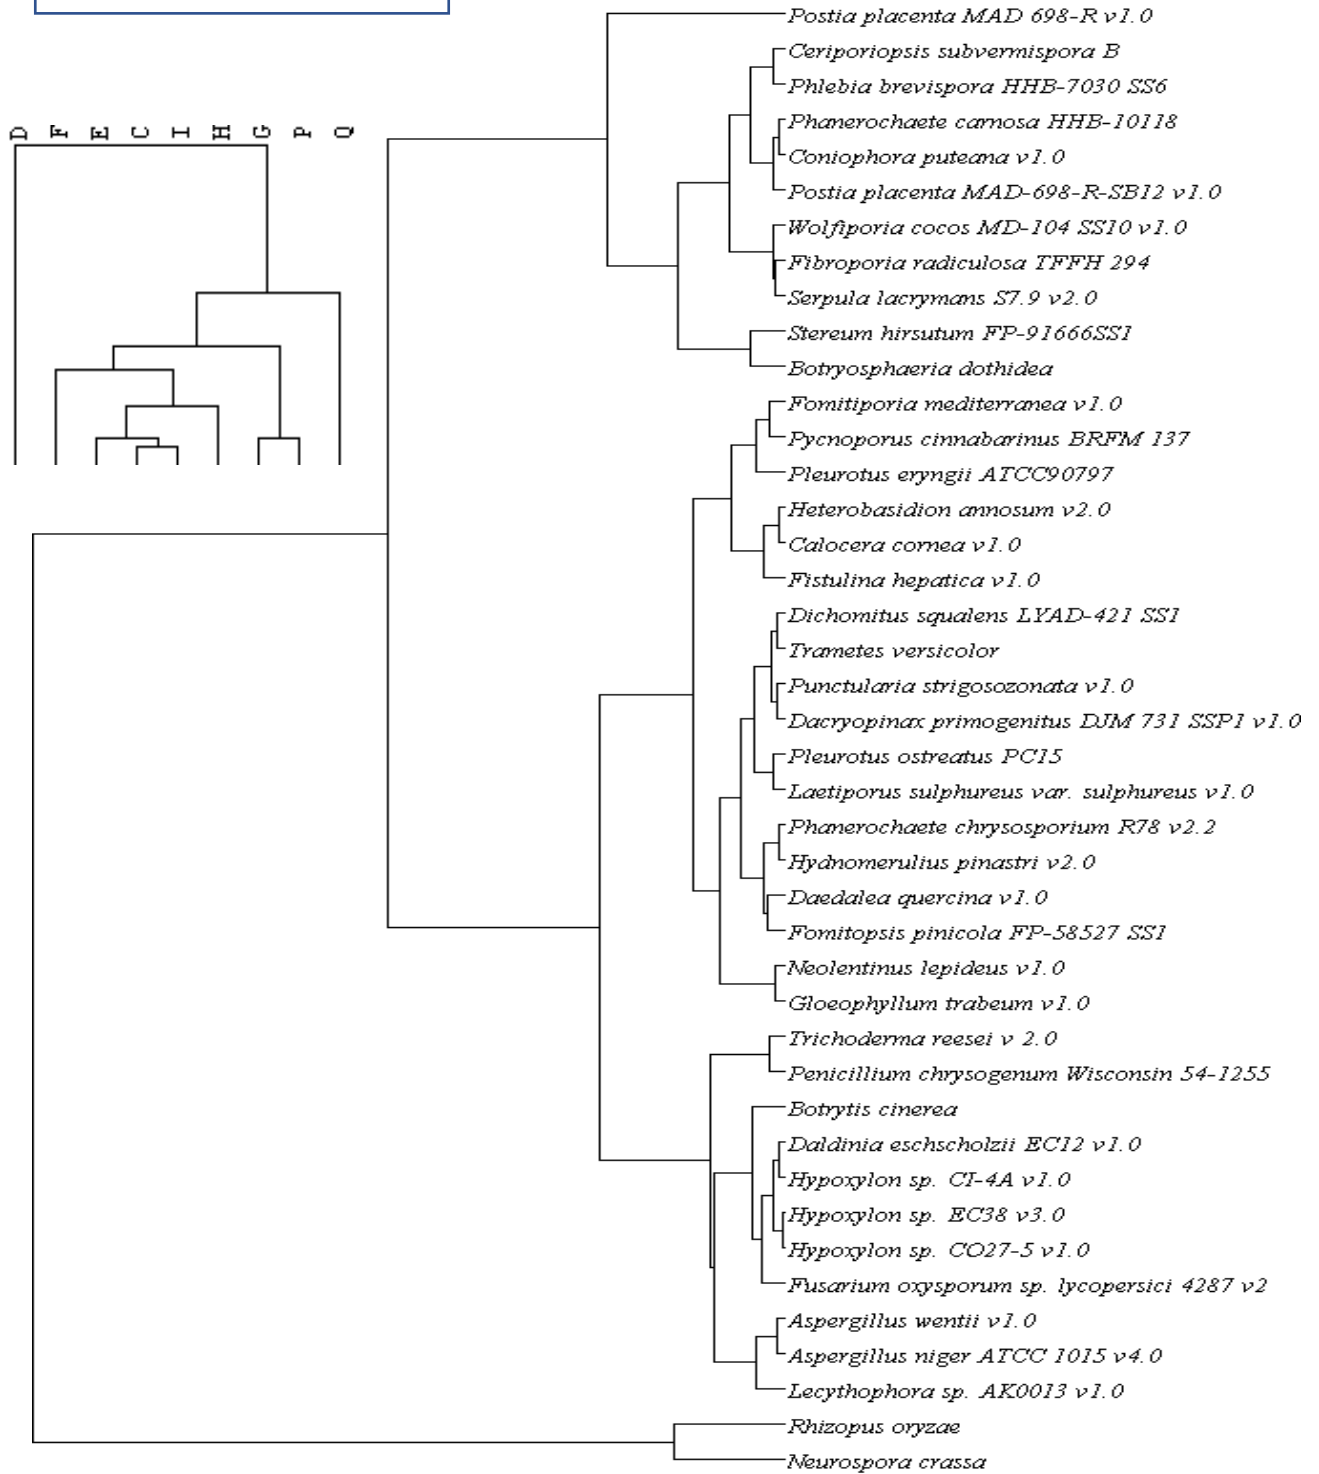 D F E C I H G P Q
Postia placenta MAD 698-R v1.0
Ceriporiopsis subvermispora B
Phlebia brevispora HHB-7030 SS6
Phanerochaete carnosa HHB-10118
Coniophora puteana v1.0
Postia placenta MAD-698-R-SB12 v1.0
Wolfiporia cocos MD-104 SS10 v1.0
Fibroporia radiculosa TFFH 294
Serpula lacrymans S7.9 v2.0
Stereum hirsutum FP-91666SS1
Botryosphaeria dothidea
Fomitiporia mediterranea v1.0
Pycnoporus cinnabarinus BRFM 137
Pleurotus eryngii ATCC90797
Heterobasidion annosum v2.0
Calocera cornea v1.0
Fistulina hepatica v1.0
Dichomitus squalens LYAD-421 SS1
Trametes versicolor
Punctularia strigosozonata v1.0
Dacryopinax primogenitus DJM 731 SSP1 v1.0
Pleurotus ostreatus PC15
Laetiporus sulphureus var. sulphureus v1.0
Phanerochaete chrysosporium R78 v2.2
Hydnomerulius pinastri v2.0
Daedalea quercina v1.0
Fomitopsis pinicola FP-58527 SS1
Neolentinus lepideus v1.0
Gloeophyllum trabeum v1.0
Trichoderma reesei v 2.0
Penicillium chrysogenum Wisconsin 54-1255
Botrytis cinerea
Daldinia eschscholzii EC12 v1.0
Hypoxylon sp. CI-4A v1.0
Hypoxylon sp. EC38 v3.0
Hypoxylon sp. CO27-5 v1.0
Fusarium oxysporum sp. lycopersici 4287 v2
Aspergillus wentii v1.0
Aspergillus niger ATCC 1015 v4.0
Lecythophora sp. AK0013 v1.0
Rhizopus oryzae
Neurospora crassa